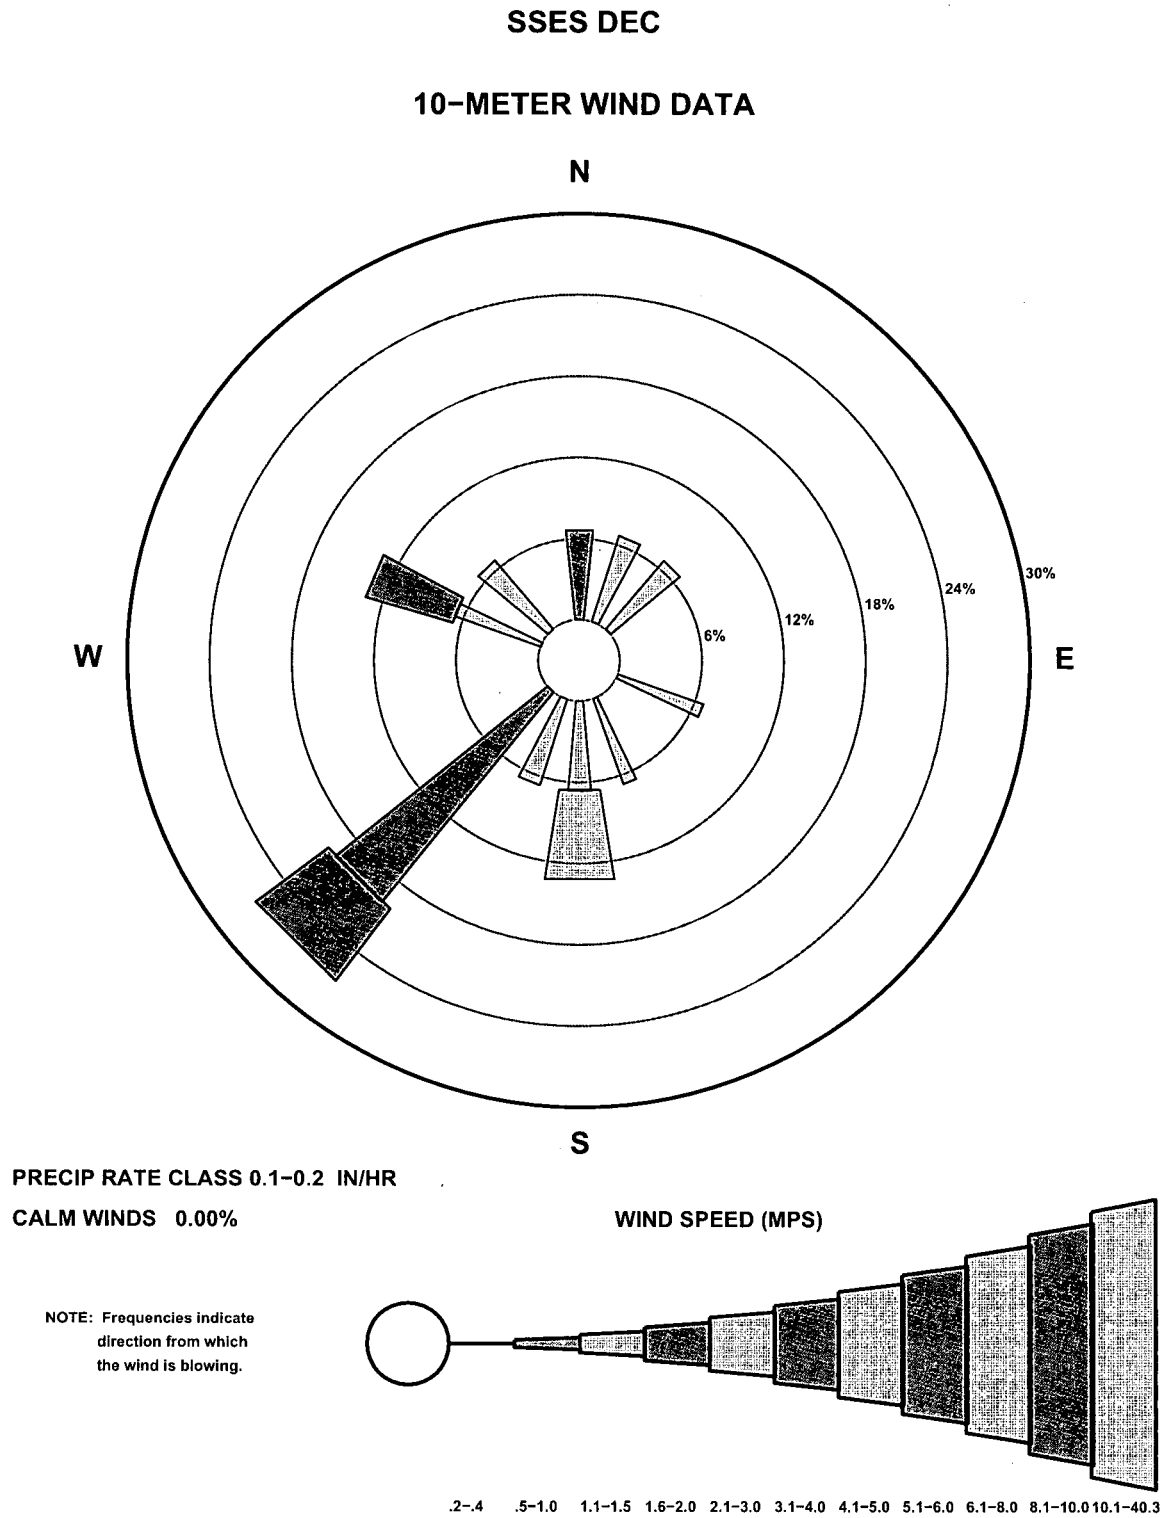 SSES DEC
10-METER WIND DATA
N
30%
24%
18%
12%
6%
W
E
S
PRECIP RATE CLASS 0.1-0.2 IN/HR
CALM WINDS 0.00%
WIND SPEED (MPS)
NOTE: Frequencies indicate
direction from which
the wind is blowing.
.2-.4 .5-1.0 1.1-1.5 1.6-2.0 2.1-3.0 3.1-4.0 4.1-5.0 5.1-6.0 6.1-8.0 8.1-10.0 10.1-40.3